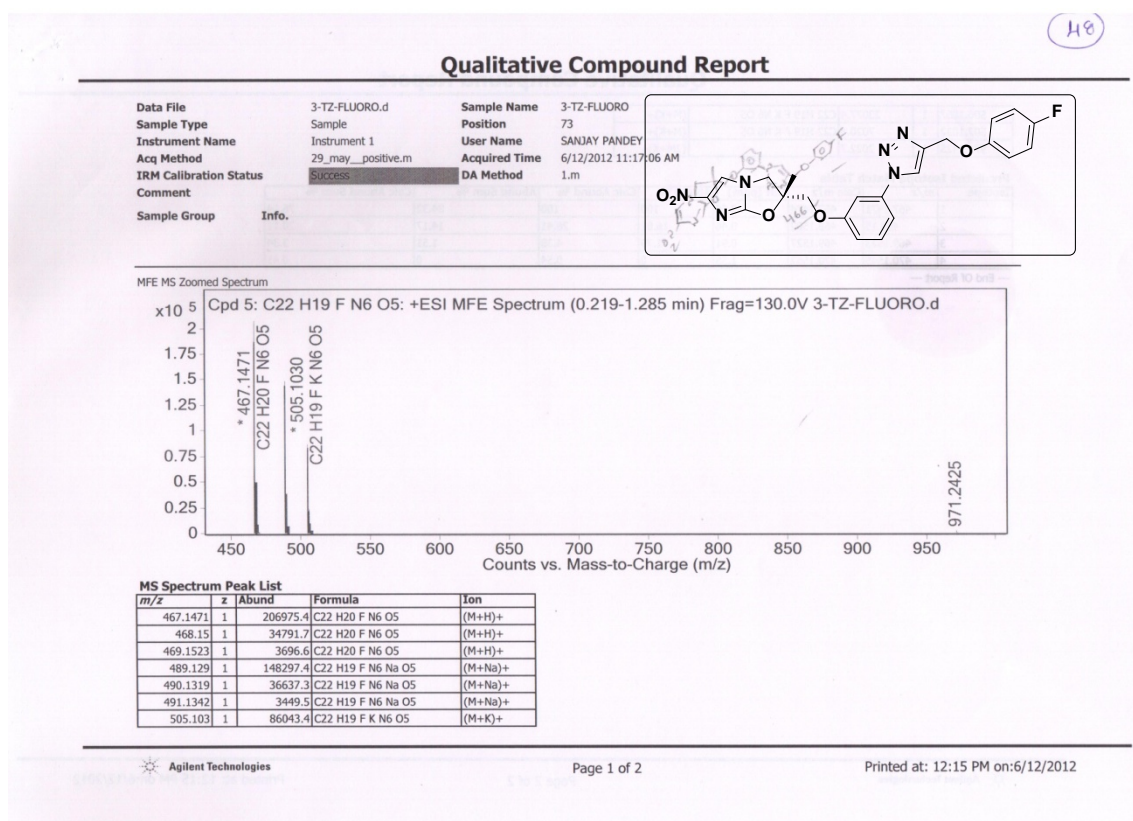 48
Qualitative Compound Report
Data File 3-TZ-FLUORO.d Sample Name 3-TZ-FLUORO
Sample Type Sample Position 73
Instrument Name Instrument 1 User Name SANJAY PANDEY
Acq Method 29_may__positive.m Acquired Time 6/12/2012 11:17:06 AM
IRM Calibration Status Success DA Method 1.m
Comment
Sample Group Info.
F
N
N
N
O
O2N
N
N
O
O
466
MFE MS Zoomed Spectrum
x10 5 Cpd 5: C22 H19 F N6 O5: +ESI MFE Spectrum (0.219-1.285 min) Frag=130.0V 3-TZ-FLUORO.d
2
1.75
1.5
1.25
1
0.75
0.5
0.25
0
* 467.1471
C22 H20 F N6 O5
* 505.1030
C22 H19 F K N6 O5
971.2425
450 500 550 600 650 700 750 800 850 900 950
Counts vs. Mass-to-Charge (m/z)
MS Spectrum Peak List
m/z z Abund Formula Ion
467.1471 1 206975.4 C22 H20 F N6 O5 (M+H)+
468.15 1 34791.7 C22 H20 F N6 O5 (M+H)+
469.1523 1 3696.6 C22 H20 F N6 O5 (M+H)+
489.129 1 148297.4 C22 H19 F N6 Na O5 (M+Na)+
490.1319 1 36637.3 C22 H19 F N6 Na O5 (M+Na)+
491.1342 1 3449.5 C22 H19 F N6 Na O5 (M+Na)+
505.103 1 86043.4 C22 H19 F K N6 O5 (M+K)+
Agilent Technologies Page 1 of 2 Printed at: 12:15 PM on:6/12/2012